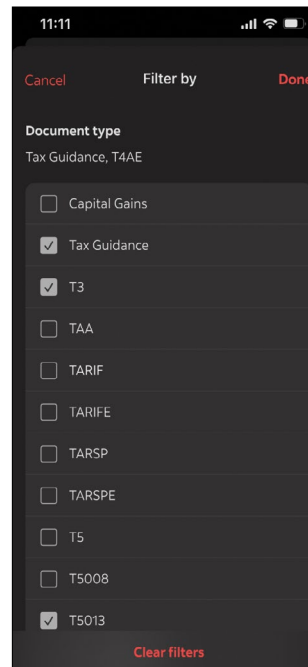 11:11
Cancel Filter by Done
Document type
Tax Guidance, T4AE
Capital Gains
Tax Guidance
T3
TAA
TARIF
TARIFE
TARSP
TARSPE
T5
T5008
T5013
Clear filters